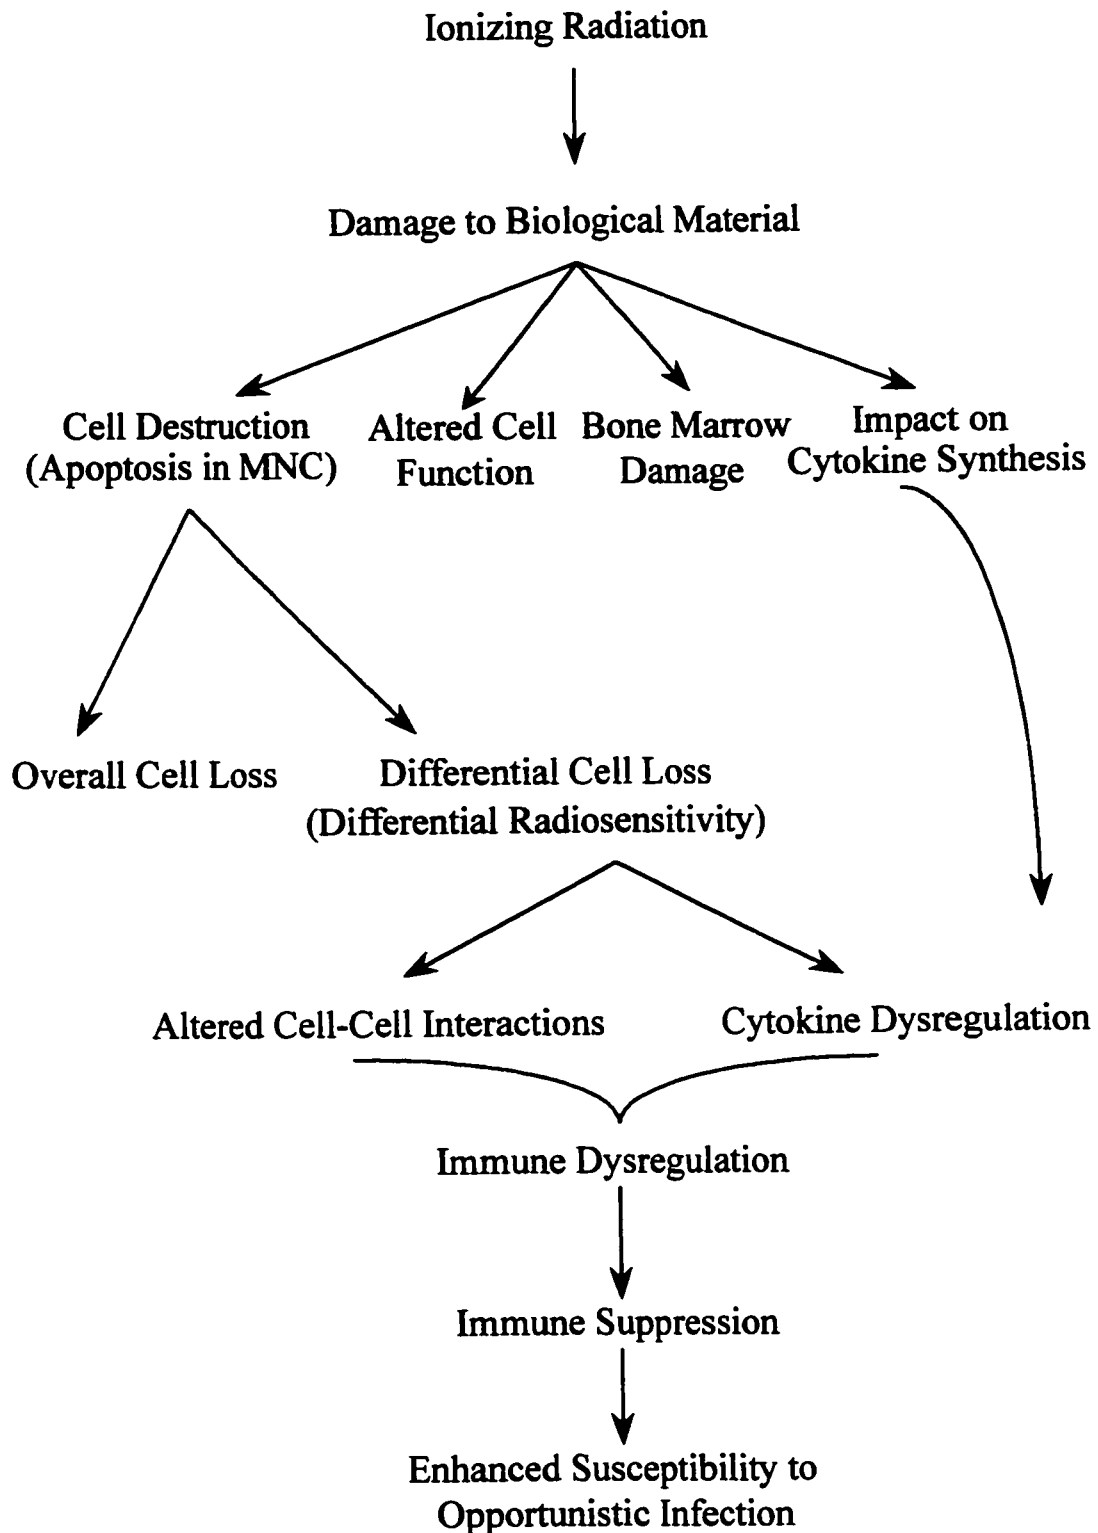 Ionizing Radiation
Damage to Biological Material
Cell Destruction
(Apoptosis in MNC)
Altered Cell
Function
Bone Marrow
Damage
Impact on
Cytokine Synthesis
Overall Cell Loss
Differential Cell Loss
(Differential Radiosensitivity)
Altered Cell-Cell Interactions
Cytokine Dysregulation
Immune Dysregulation
Immune Suppression
Enhanced Susceptibility to
Opportunistic Infection